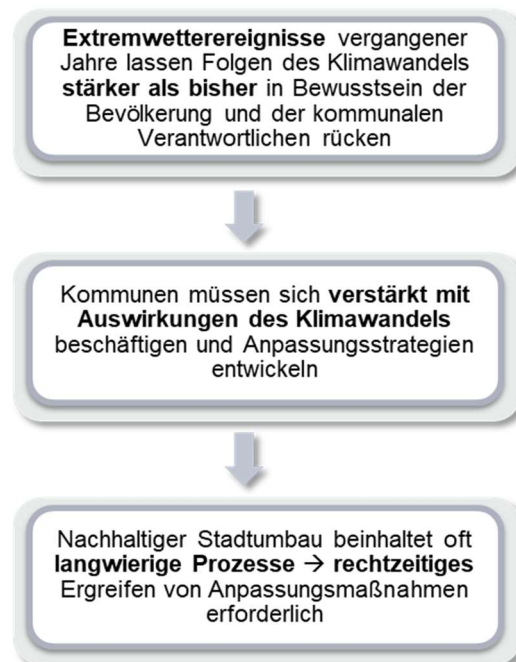 Extremwetterereignisse vergangener
Jahre lassen Folgen des Klimawandels
stärker als bisher in Bewusstsein der
Bevölkerung und der kommunalen
Verantwortlichen rücken
Kommunen müssen sich verstärkt mit
Auswirkungen des Klimawandels
beschäftigen und Anpassungsstrategien
entwickeln
Nachhaltiger Stadtumbau beinhaltet oft
langwierige Prozesse → rechtzeitiges
Ergreifen von Anpassungsmaßnahmen
erforderlich